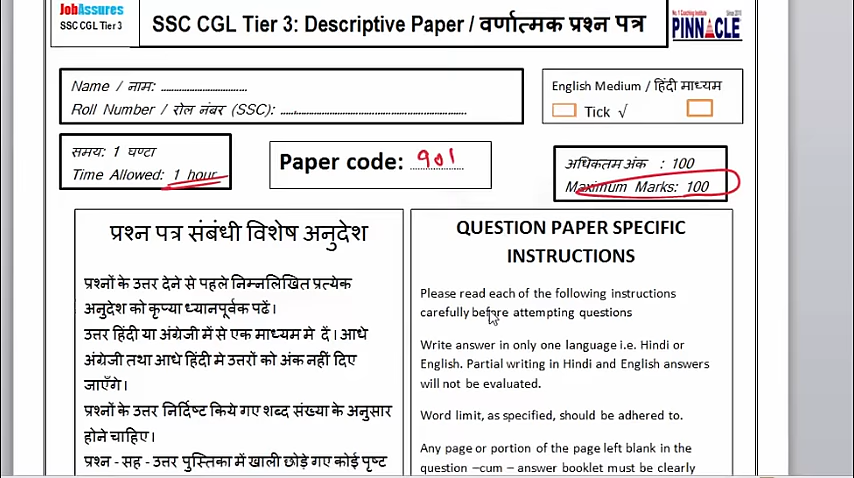 JobAssures
SSC CGL Tier 3
SSC CGL Tier 3: Descriptive Paper / वर्णात्मक प्रश्न पत्र
No. 1 Coaching Institute Since 2010
PINNACLE
Name / नाम: ..............................
Roll Number / रोल नंबर (SSC): ..............................
English Medium / हिंदी माध्यम
Tick √
समय: 1 घण्टा
Time Allowed: 1 hour
Paper code: 901
अधिकतम अंक : 100
Maximum Marks: 100
प्रश्न पत्र संबंधी विशेष अनुदेश
प्रश्नों के उत्तर देने से पहले निम्नलिखित प्रत्येक
अनुदेश को कृप्या ध्यानपूर्वक पढें।
उत्तर हिंदी या अंग्रेजी में से एक माध्यम मे दें। आधे
अंग्रेजी तथा आधे हिंदी मे उत्तरों को अंक नहीं दिए
जाएँगे।
प्रश्नों के उत्तर निर्दिष्ट किये गए शब्द संख्या के अनुसार
होने चाहिए।
प्रश्न - सह - उत्तर पुस्तिका में खाली छोड़े गए कोई पृष्ट
QUESTION PAPER SPECIFIC
INSTRUCTIONS
Please read each of the following instructions
carefully before attempting questions
Write answer in only one language i.e. Hindi or
English. Partial writing in Hindi and English answers
will not be evaluated.
Word limit, as specified, should be adhered to.
Any page or portion of the page left blank in the
question –cum – answer booklet must be clearly